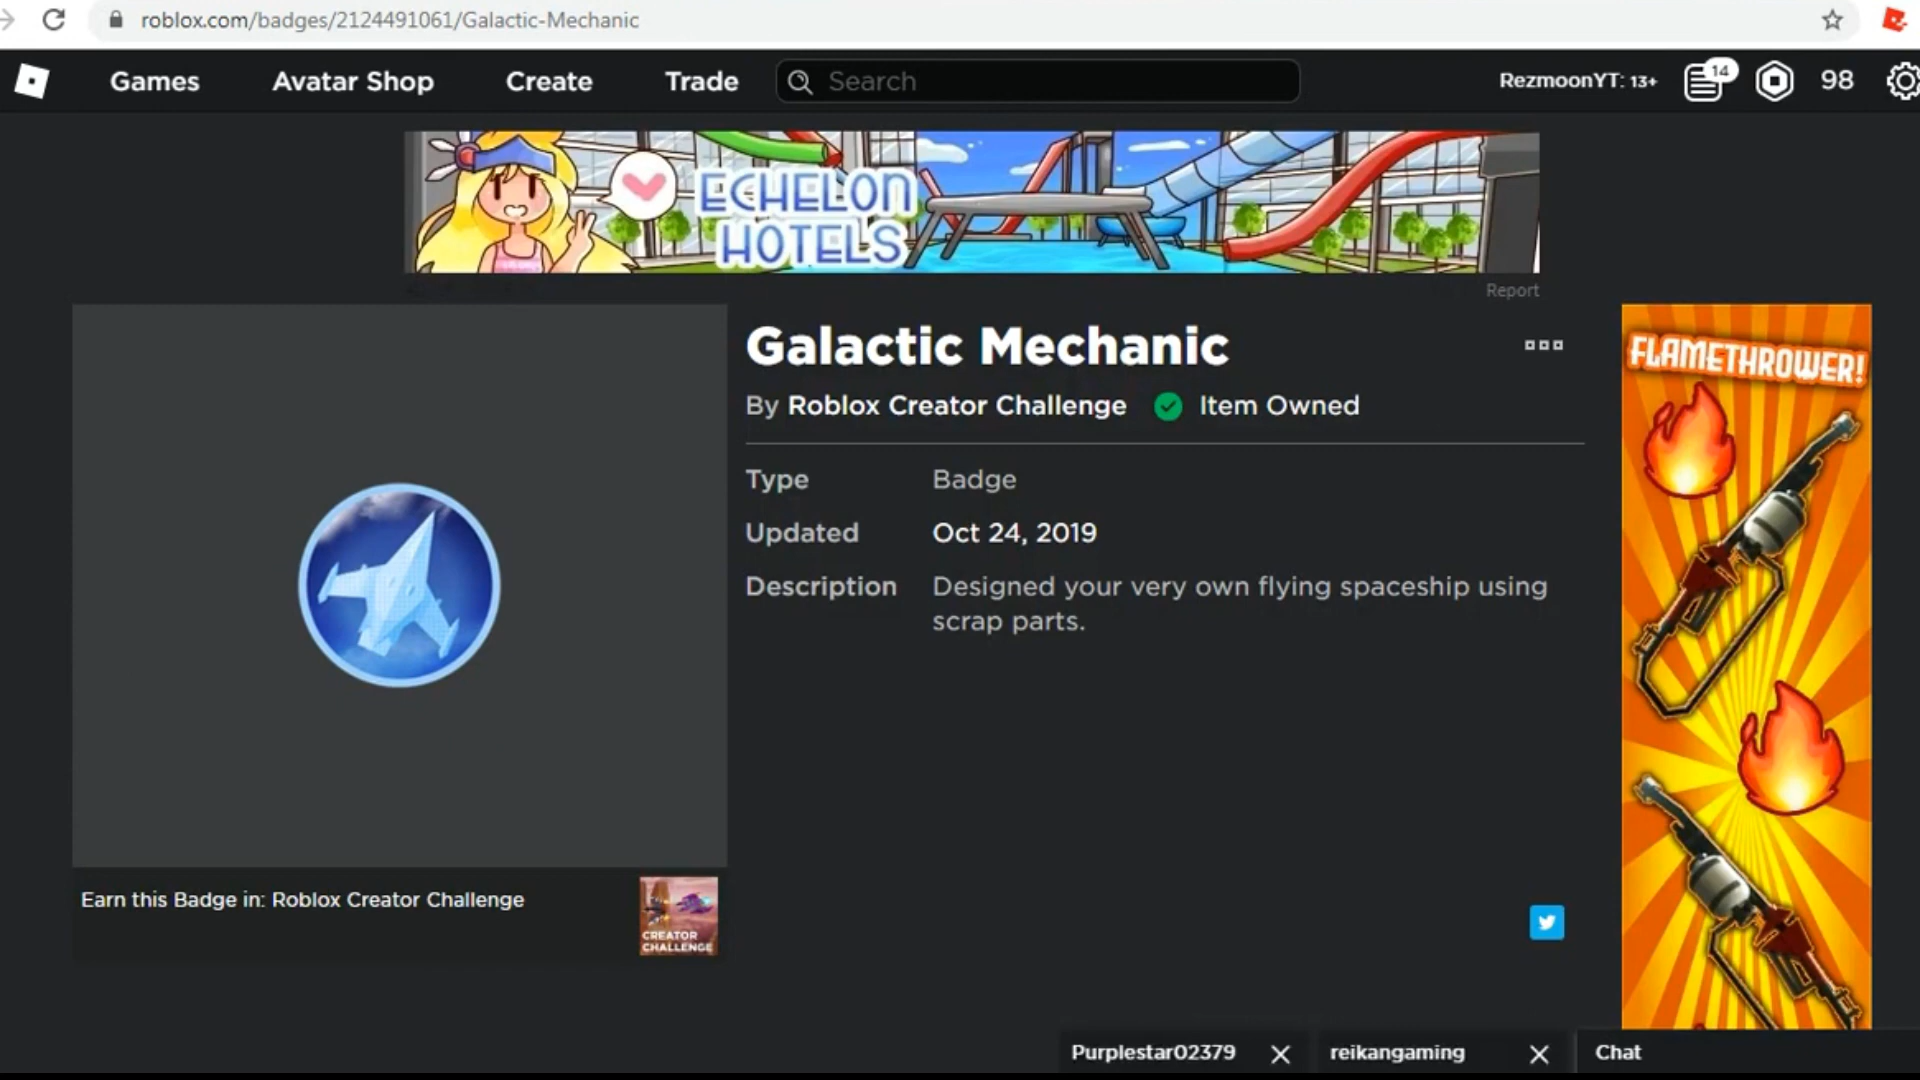 roblox.com/badges/2124491061/Galactic-Mechanic
Games
Avatar Shop
Create
Trade
Search
RezmoonYT: 13+
14
98
ECHELON
HOTELS
Report
Galactic Mechanic
By Roblox Creator Challenge
Item Owned
Type
Badge
Updated
Oct 24, 2019
Description
Designed your very own flying spaceship using
scrap parts.
FLAMETHROWER!
Earn this Badge in: Roblox Creator Challenge
CREATOR
CHALLENGE
Purplestar02379
reikangaming
Chat